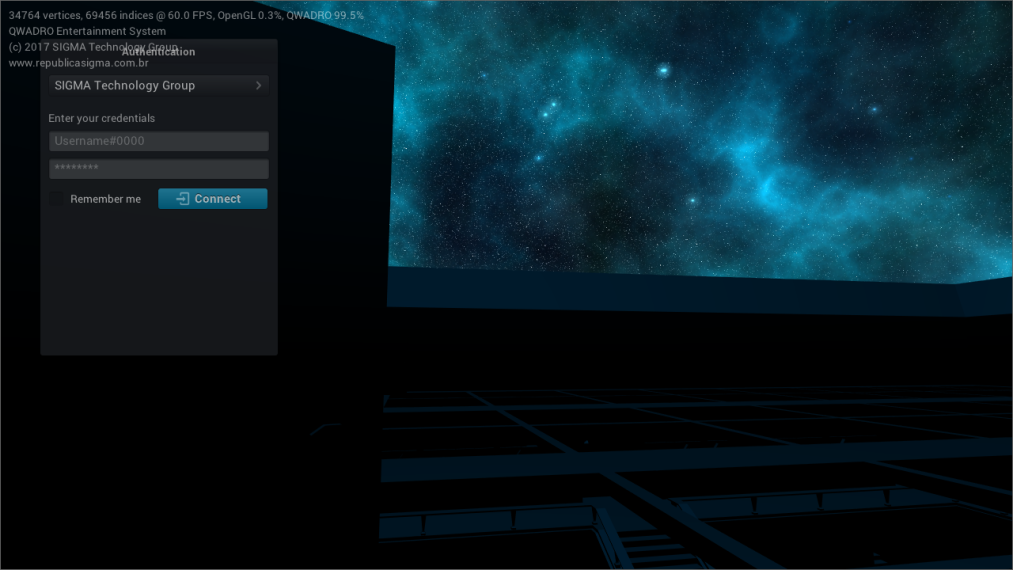 34764 vertices, 69456 indices @ 60.0 FPS, OpenGL 0.3%, QWADRO 99.5%
QWADRO Entertainment System
(c) 2017 SIGMA Technology Group
Authentication
www.republicasigma.com.br
SIGMA Technology Group
Enter your credentials
Username#0000
********
Remember me
Connect